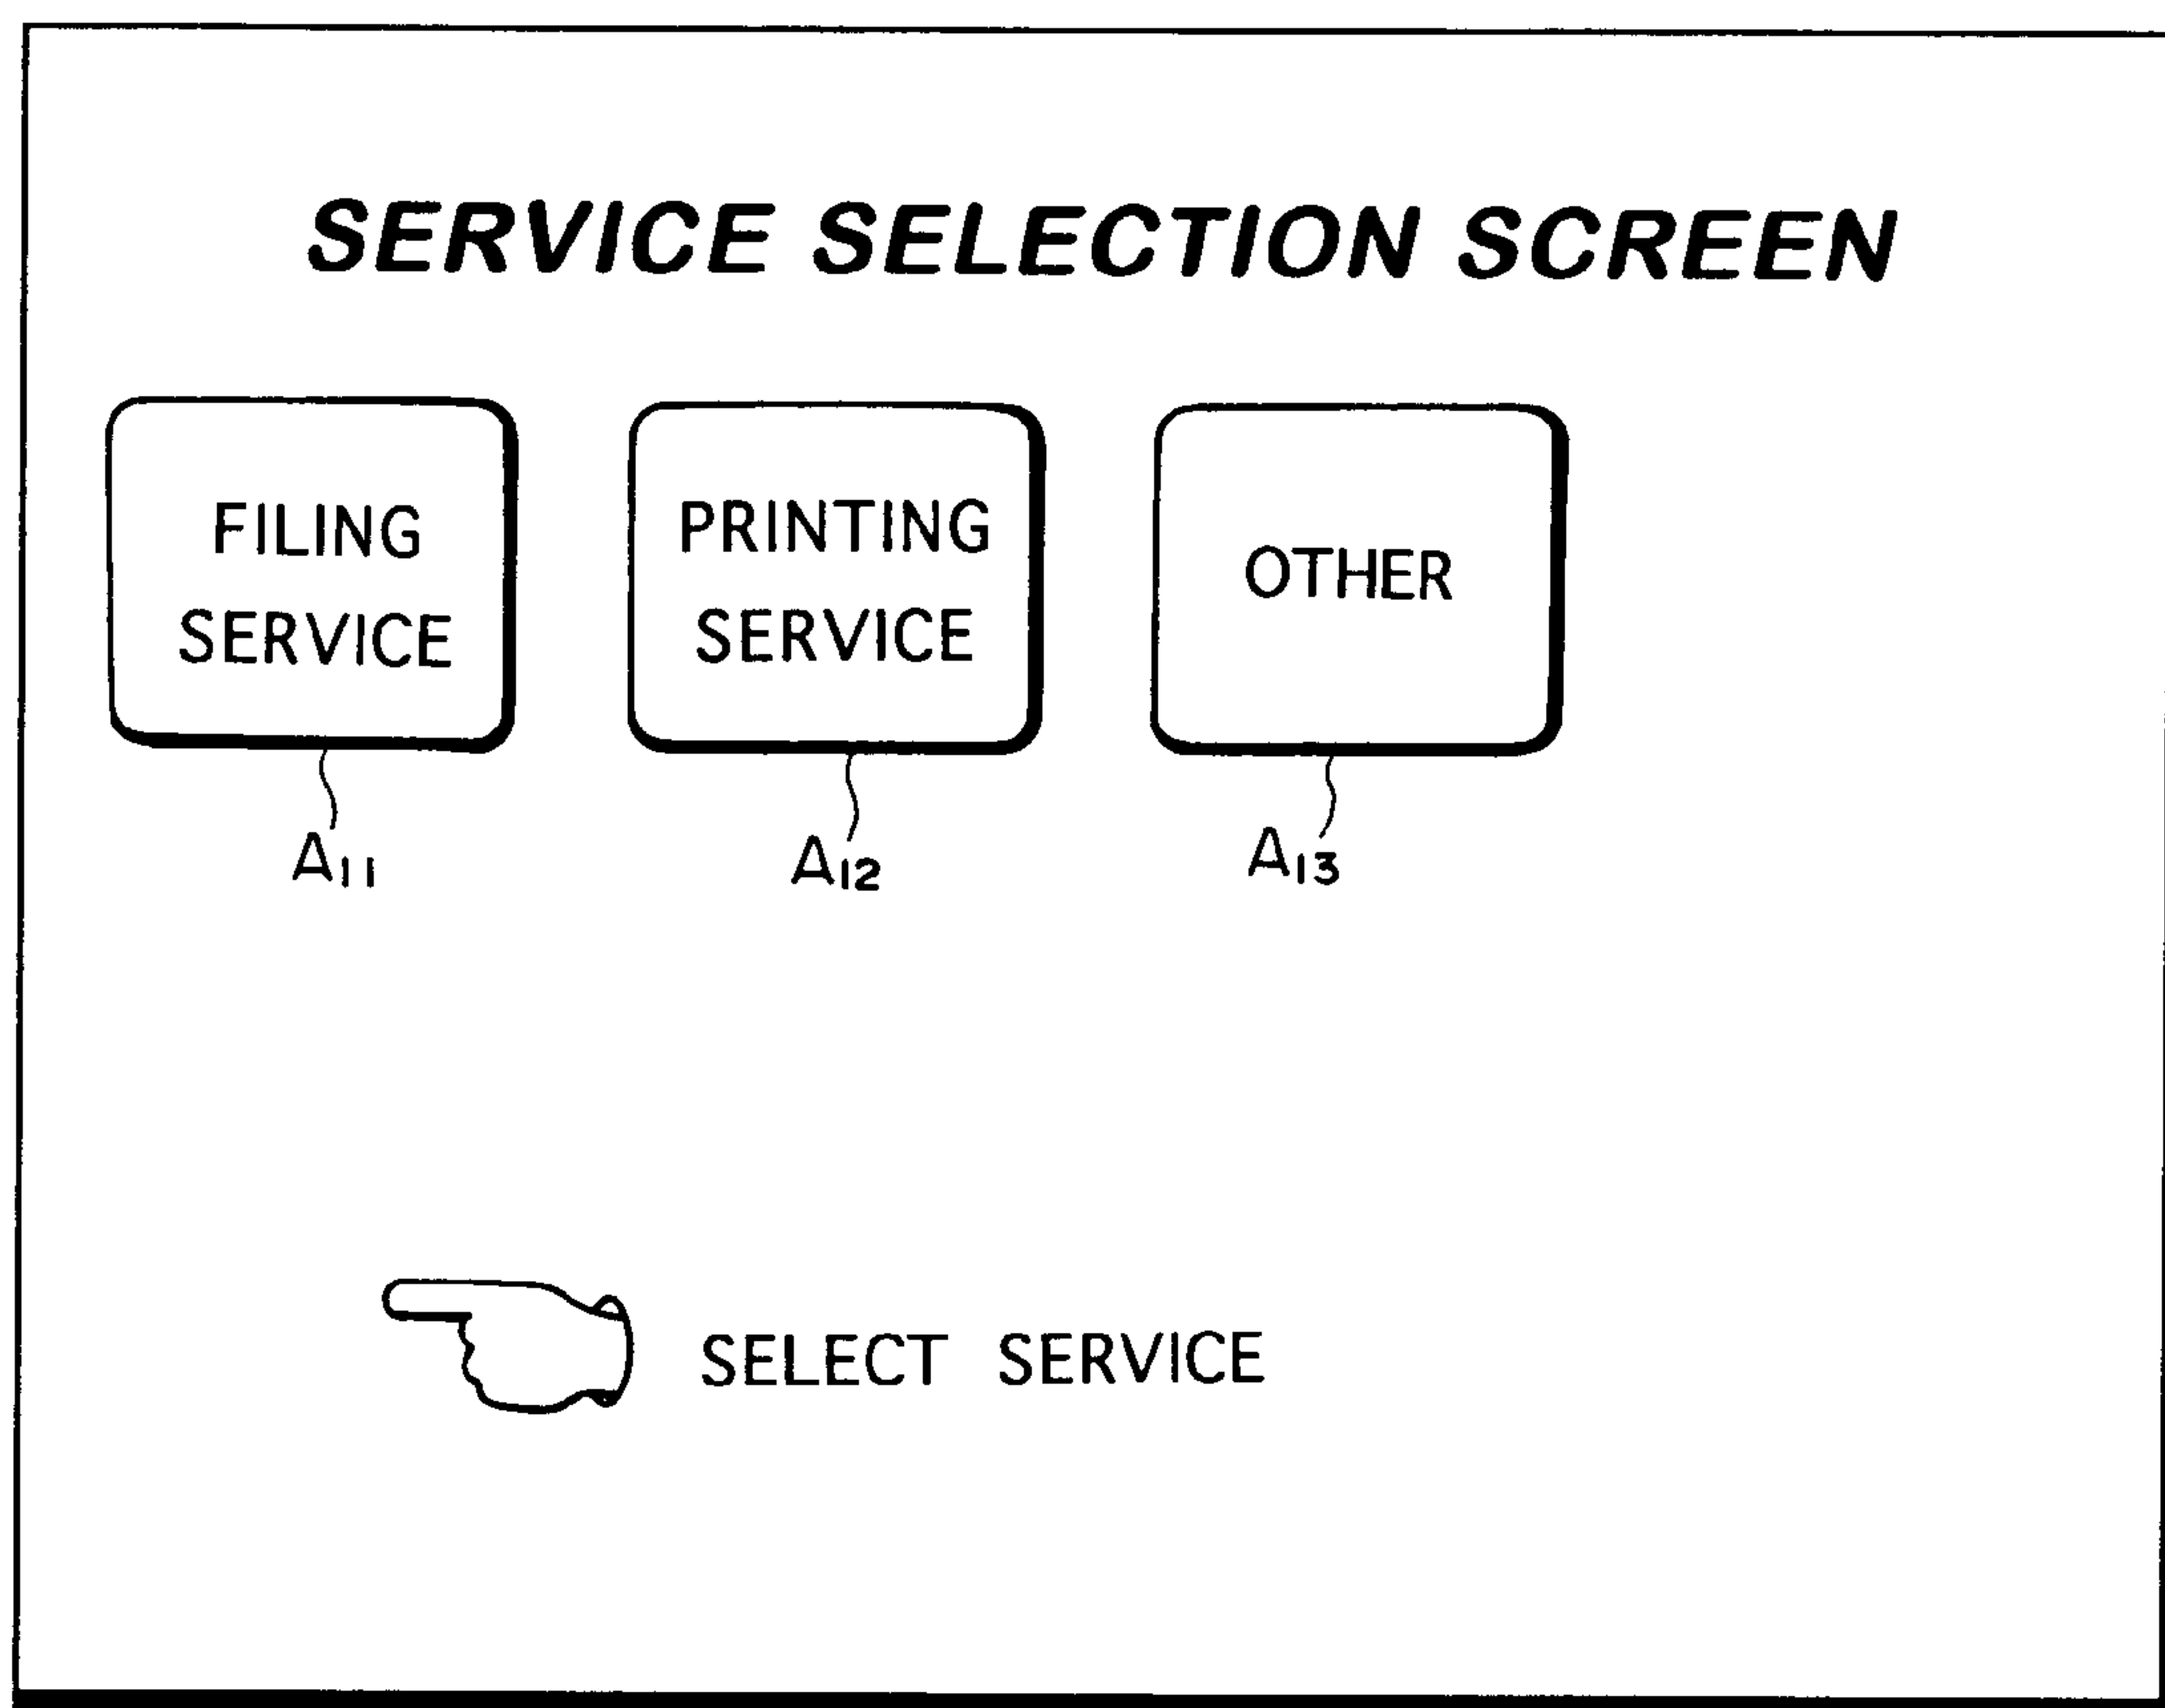 SERVICE SELECTION SCREEN
FILING
SERVICE
PRINTING
SERVICE
OTHER
A11
A12
A13
SELECT SERVICE